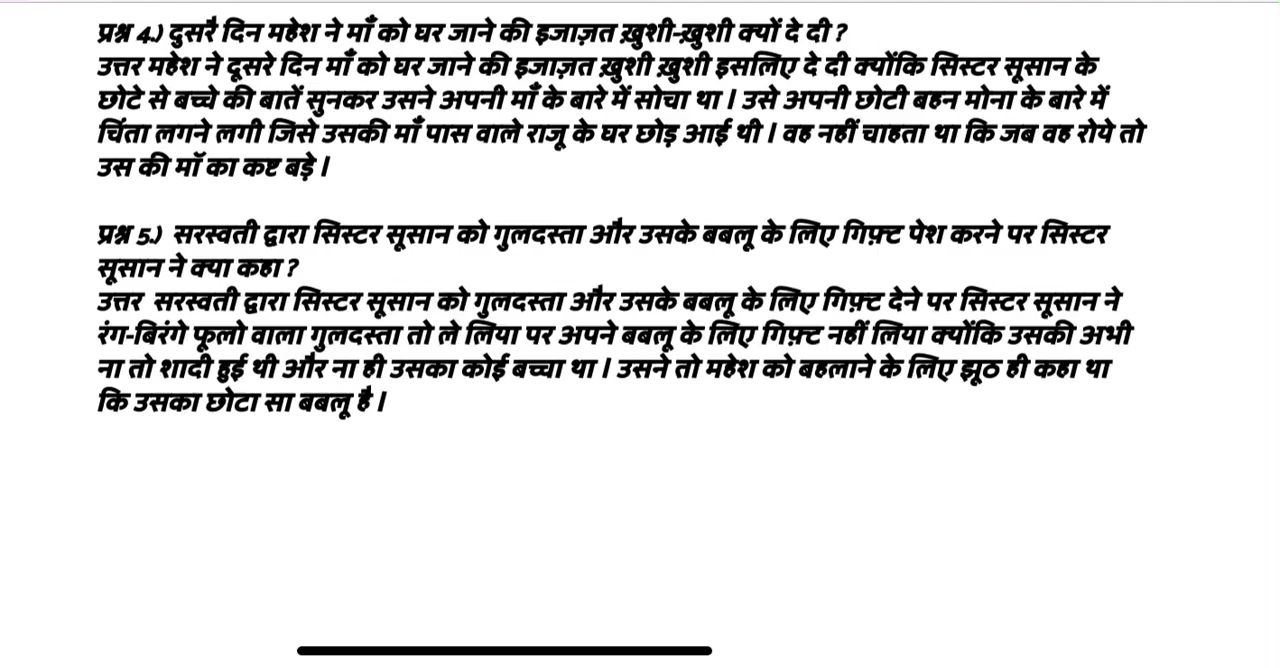 प्रश्न 4.) दुसरै दिन महेश ने माँ को घर जाने की इजाज़त ख़ुशी-ख़ुशी क्यों दे दी ?
उत्तर महेश ने दूसरे दिन माँ को घर जाने की इजाज़त ख़ुशी ख़ुशी इसलिए दे दी क्योंकि सिस्टर सूसान के
छोटे से बच्चे की बातें सुनकर उसने अपनी माँ के बारे में सोचा था । उसे अपनी छोटी बहन मोना के बारे में
चिंता लगने लगी जिसे उसकी माँ पास वाले राजू के घर छोड़ आई थी । वह नहीं चाहता था कि जब वह रोये तो
उस की मॉ का कष्ट बड़े ।
प्रश्न 5.) सरस्वती द्वारा सिस्टर सूसान को गुलदस्ता और उसके बबलू के लिए गिफ़्ट पेश करने पर सिस्टर
सूसान ने क्या कहा ?
उत्तर सरस्वती द्वारा सिस्टर सूसान को गुलदस्ता और उसके बबलू के लिए गिफ़्ट देने पर सिस्टर सूसान ने
रंग-बिरंगे फूलो वाला गुलदस्ता तो ले लिया पर अपने बबलू के लिए गिफ़्ट नहीं लिया क्योंकि उसकी अभी
ना तो शादी हुई थी और ना ही उसका कोई बच्चा था । उसने तो महेश को बहलाने के लिए झूठ ही कहा था
कि उसका छोटा सा बबलू है ।